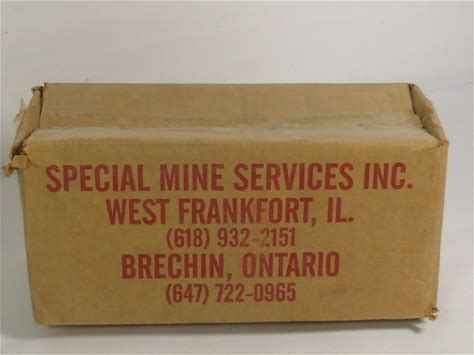 SPECIAL MINE SERVICES INC.
WEST FRANKFORT, IL.
(618) 932-2151
BRECHIN, ONTARIO
(647) 722-0965